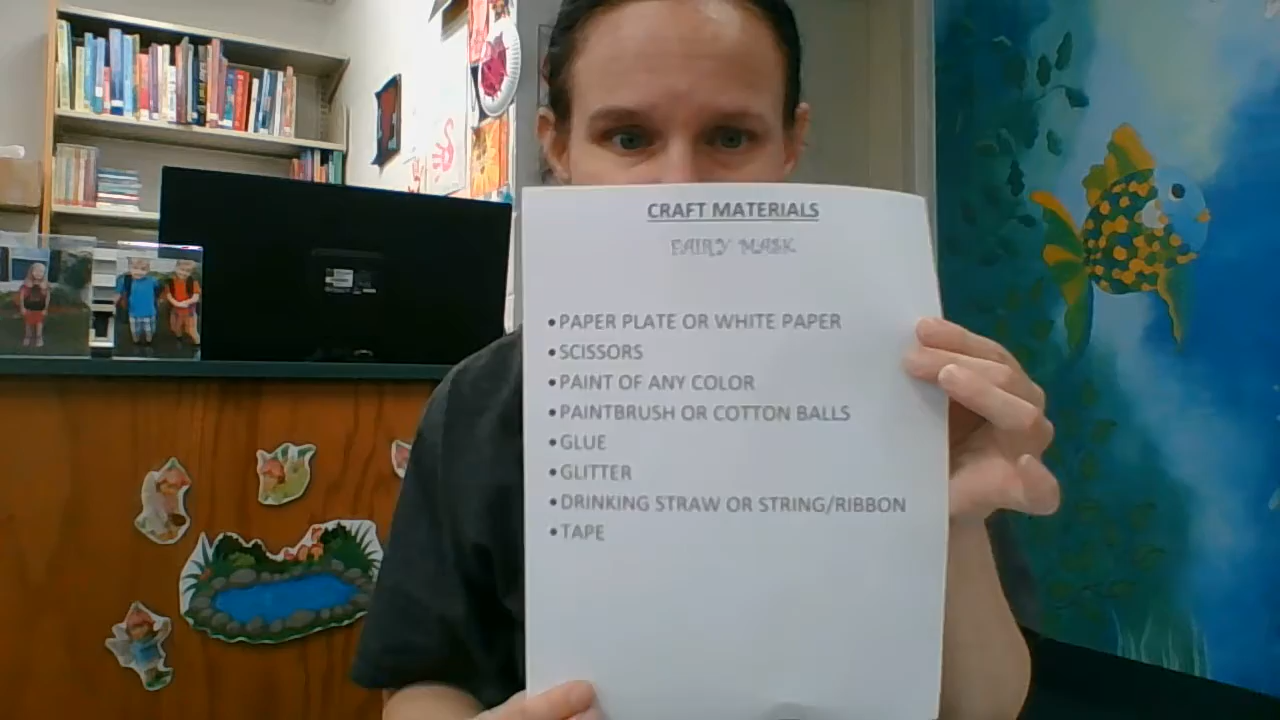 CRAFT MATERIALS
FAIRY MASK
• PAPER PLATE OR WHITE PAPER
• SCISSORS
• PAINT OF ANY COLOR
• PAINTBRUSH OR COTTON BALLS
• GLUE
• GLITTER
• DRINKING STRAW OR STRING/RIBBON
• TAPE